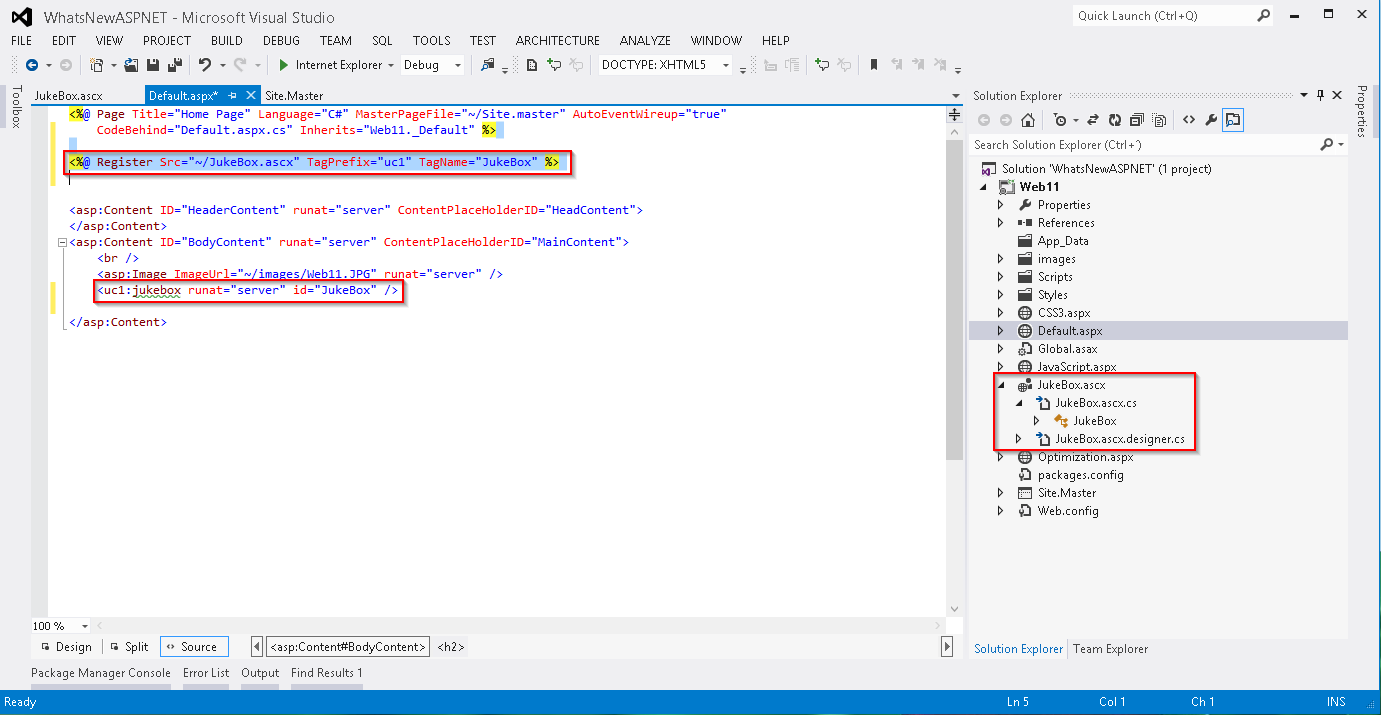 WhatsNewASPNET - Microsoft Visual Studio
Quick Launch (Ctrl+Q)
FILE EDIT VIEW PROJECT BUILD DEBUG TEAM SQL TOOLS TEST ARCHITECTURE ANALYZE WINDOW HELP
Internet Explorer Debug DOCTYPE: XHTML5
Toolbox
JukeBox.ascx Default.aspx* Site.Master
<%@ Page Title="Home Page" Language="C#" MasterPageFile="~/Site.master" AutoEventWireup="true"
CodeBehind="Default.aspx.cs" Inherits="Web11._Default" %>
<%@ Register Src="~/JukeBox.ascx" TagPrefix="uc1" TagName="JukeBox" %>
<asp:Content ID="HeaderContent" runat="server" ContentPlaceHolderID="HeadContent">
</asp:Content>
<asp:Content ID="BodyContent" runat="server" ContentPlaceHolderID="MainContent">
<br />
<asp:Image ImageUrl="~/images/Web11.JPG" runat="server" />
<uc1:jukebox runat="server" id="JukeBox" />
</asp:Content>
100 %
Design Split Source <asp:Content#BodyContent> <h2>
Package Manager Console Error List Output Find Results 1
Solution Explorer
Search Solution Explorer (Ctrl+')
Solution 'WhatsNewASPNET' (1 project)
Web11
Properties
References
App_Data
images
Scripts
Styles
CSS3.aspx
Default.aspx
Global.asax
JavaScript.aspx
JukeBox.ascx
JukeBox.ascx.cs
JukeBox
JukeBox.ascx.designer.cs
Optimization.aspx
packages.config
Site.Master
Web.config
Solution Explorer Team Explorer
Properties
Ready Ln 5 Col 1 Ch 1 INS